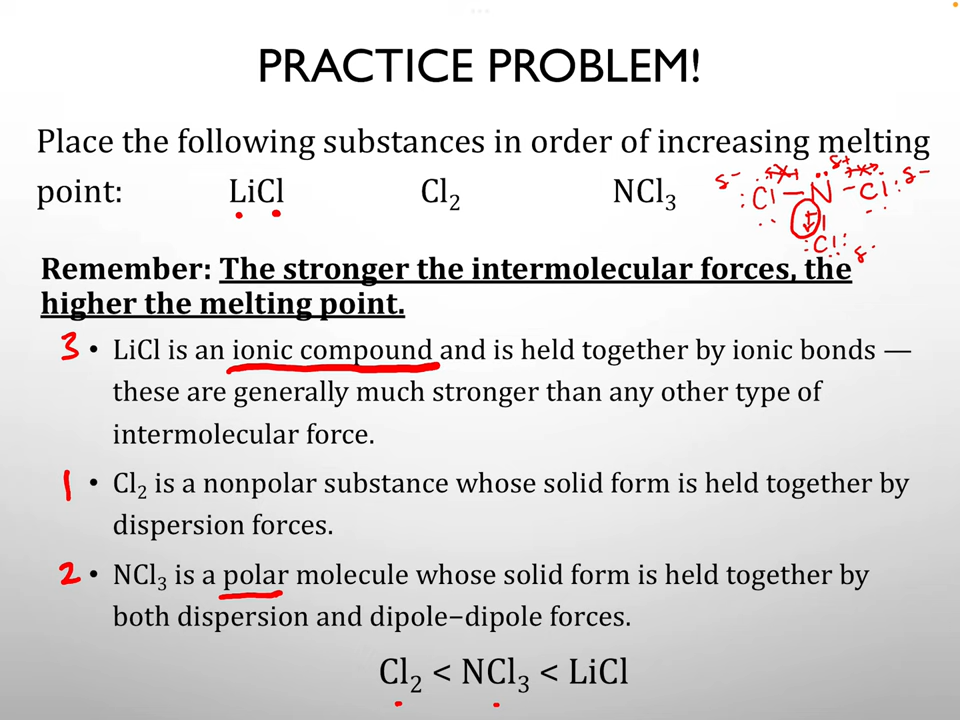 PRACTICE PROBLEM!
Place the following substances in order of increasing melting
point: LiCl Cl₂ NCl₃
δ- :Cl – N – Cl: δ-
δ+
:Cl: δ-
Remember: The stronger the intermolecular forces, the
higher the melting point.
3 • LiCl is an ionic compound and is held together by ionic bonds —
these are generally much stronger than any other type of
intermolecular force.
1 • Cl₂ is a nonpolar substance whose solid form is held together by
dispersion forces.
2 • NCl₃ is a polar molecule whose solid form is held together by
both dispersion and dipole–dipole forces.
Cl₂ < NCl₃ < LiCl